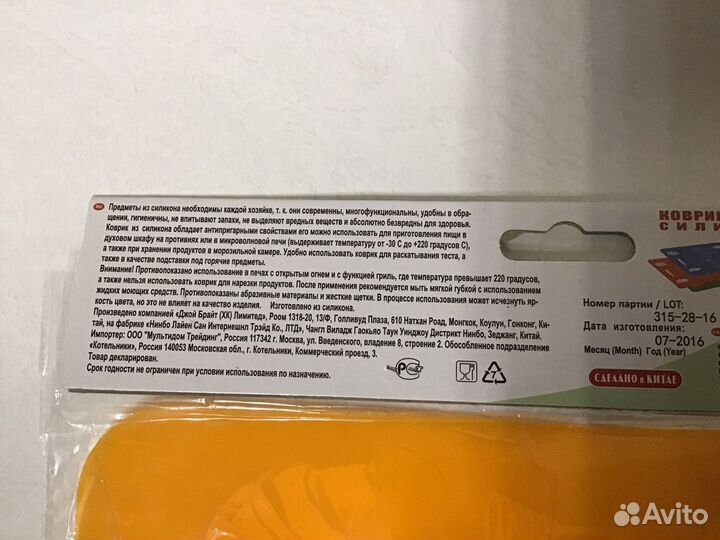 RU Предметы из силикона необходимы каждой хозяйке, т. к. они современны, многофункциональны, удобны в обра-
щении, гигиеничны, не впитывают запахи, не выделяют вредных веществ и абсолютно безвредны для здоровья.
Коврик из силикона обладает антипригарными свойствами его можно использовать для приготовления пищи в
духовом шкафу на противнях или в микроволновой печи (выдерживает температуру от -30 С до +220 градусов С),
а также при хранении продуктов в морозильной камере. Удобно использовать коврик для раскатывания теста, а
также в качестве подставки под горячие предметы.
Внимание! Противопоказано использование в печах с открытым огнем и с функцией гриль, где температура превышает 220 градусов,
а также нельзя использовать коврик для нарезки продуктов. После применения рекомендуется мыть мягкой губкой с использованием
жидких моющих средств. Противопоказаны абразивные материалы и жесткие щетки. В процессе использования может исчезнуть яр-
кость цвета, но это не влияет на качество изделия. Изготовлено из силикона.
Произведено компанией «Джой Брайт (ХК) Лимитед», Роом 1318-20, 13/Ф, Голливуд Плаза, 610 Натхан Роад, Монгкок, Коулун, Гонконг, Ки-
тай, на фабрике «Нинбо Лайен Сан Интернешнл Трэйд Ко., ЛТД», Чангл Виладж Гаокьяо Таун Уинджоу Дистрикт Нинбо, Зеджанг, Китай.
Импортер: ООО "Мультидом Трейдинг", Россия 117342 г. Москва, ул. Введенского, владение 8, строение 2. Обособленное подразделение
«Котельники», Россия 140053 Московская обл., г. Котельники, Коммерческий проезд, 3.
Товар декларирован.
Срок годности не ограничен при условии использования по назначению.
7
КОВРИ
СИЛИ
Номер партии / LOT:
315-28-16
Дата изготовления:
07-2016
Месяц (Month) Год (Year)
СДЕЛАНО В КИТАЕ
Avito